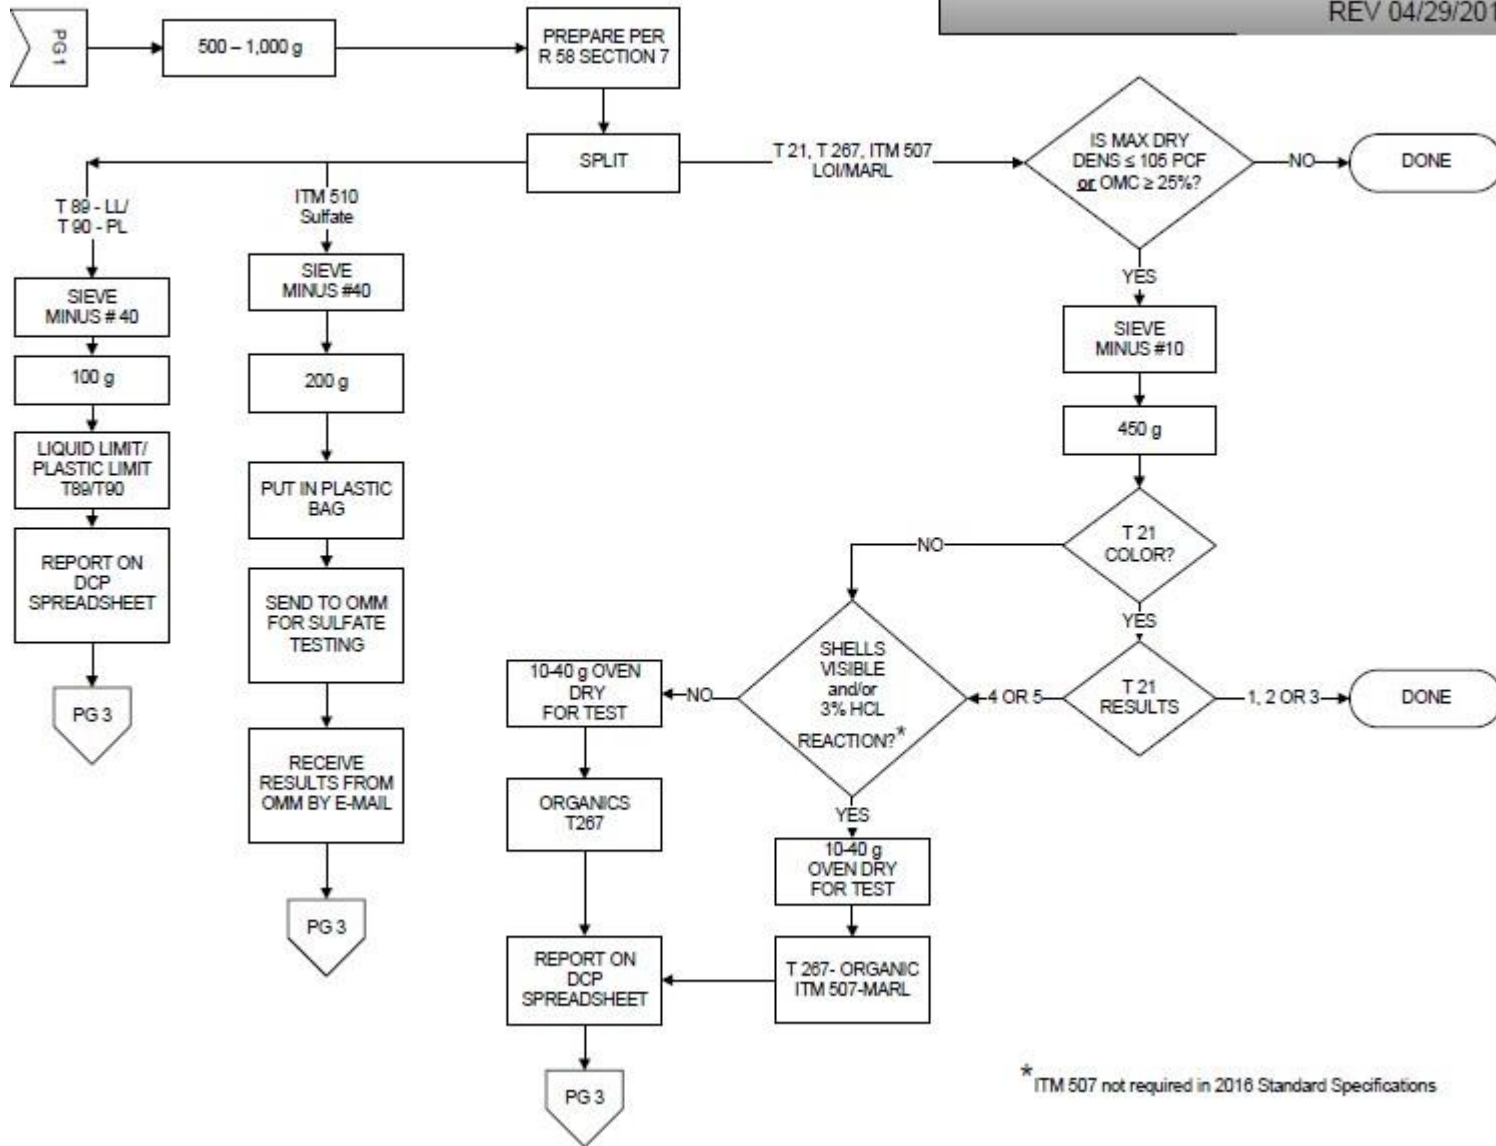 REV 04/29/201
PG 1
500 – 1,000 g
PREPARE PER
R 58 SECTION 7
SPLIT
T 21, T 267, ITM 507
LOI/MARL
IS MAX DRY
DENS ≤ 105 PCF
or OMC ≥ 25%?
NO
DONE
T 89 - LL/
T 90 - PL
ITM 510
Sulfate
SIEVE
MINUS # 40
100 g
LIQUID LIMIT/
PLASTIC LIMIT
T89/T90
REPORT ON
DCP
SPREADSHEET
PG 3
SIEVE
MINUS #40
200 g
PUT IN PLASTIC
BAG
SEND TO OMM
FOR SULFATE
TESTING
RECEIVE
RESULTS FROM
OMM BY E-MAIL
PG 3
YES
SIEVE
MINUS #10
450 g
T 21
COLOR?
NO
YES
T 21
RESULTS
1, 2 OR 3
DONE
4 OR 5
SHELLS
VISIBLE
and/or
3% HCL
REACTION?*
NO
10-40 g OVEN
DRY
FOR TEST
ORGANICS
T267
YES
10-40 g
OVEN DRY
FOR TEST
T 267- ORGANIC
ITM 507-MARL
REPORT ON
DCP
SPREADSHEET
PG 3
* ITM 507 not required in 2016 Standard Specifications